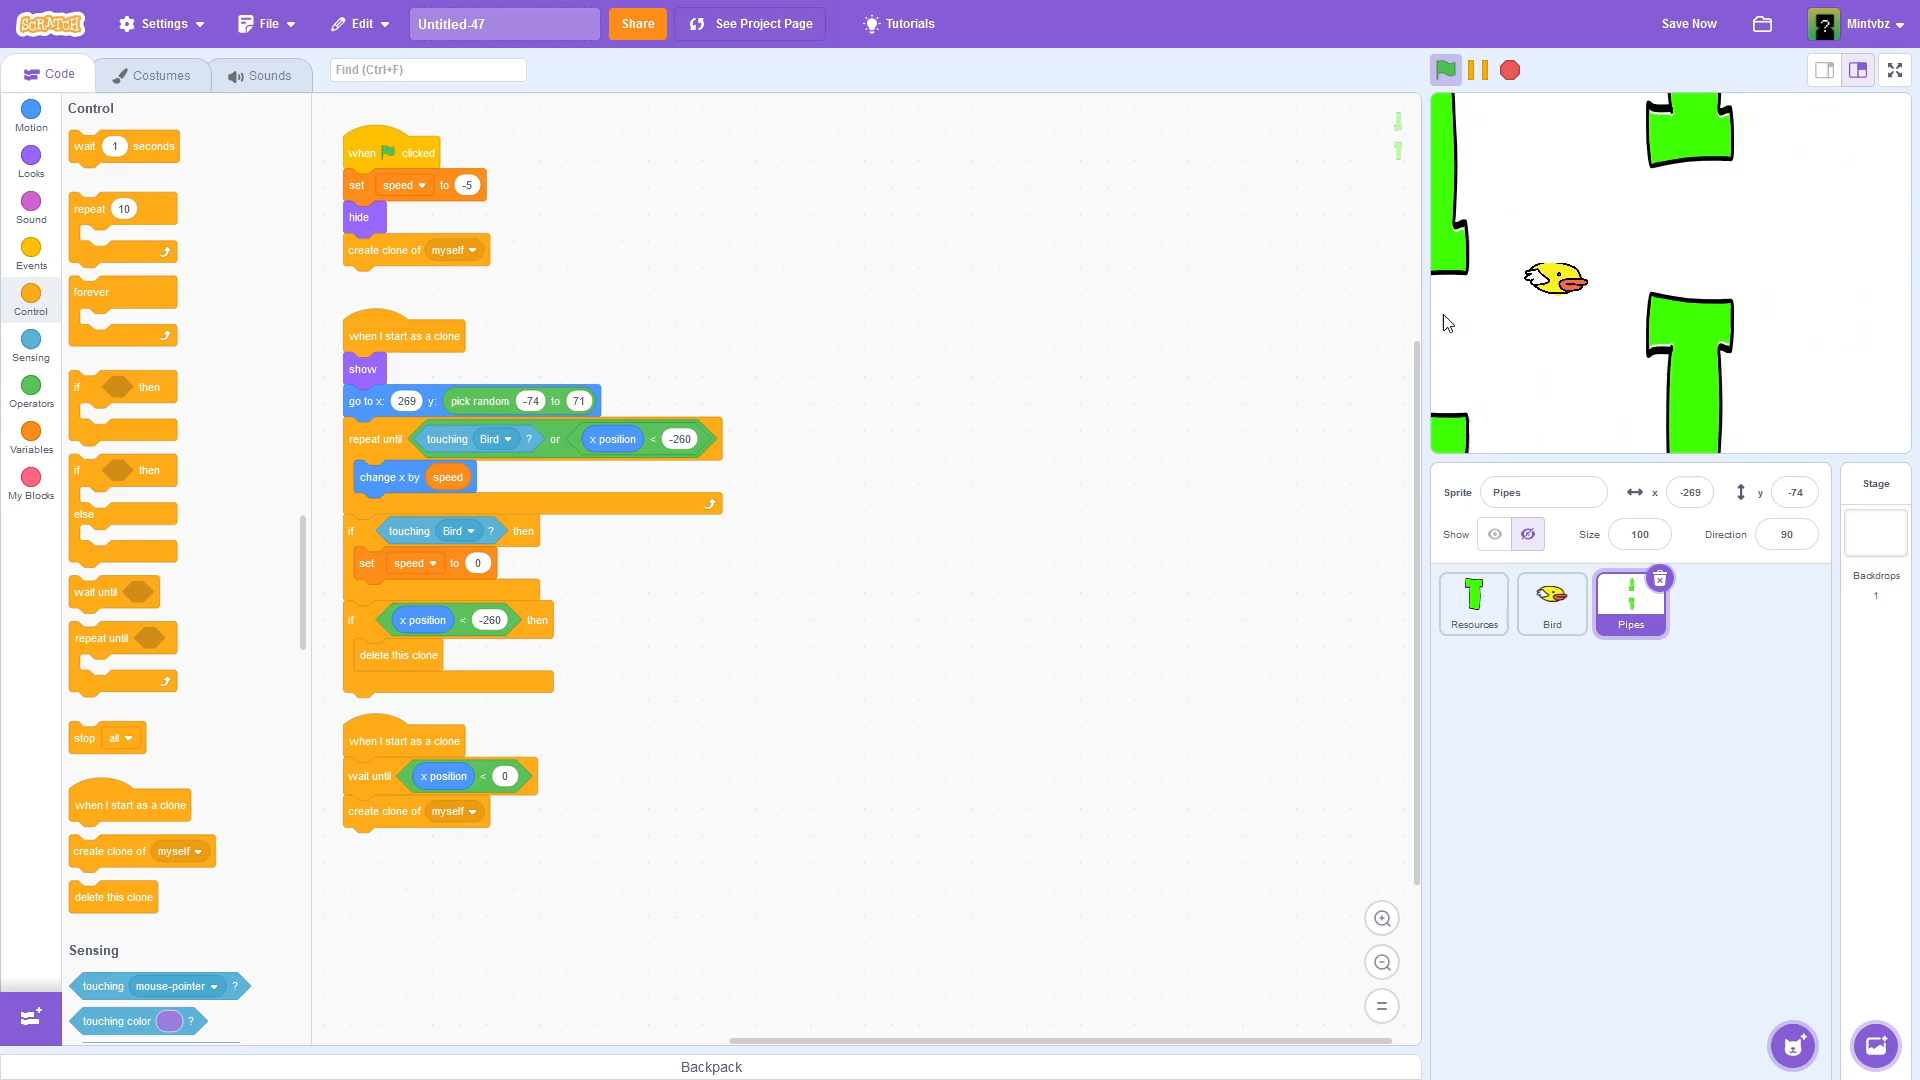 SCRATCH
Settings
File
Edit
Untitled-47
Share
See Project Page
Tutorials
Save Now
?
Mintvbz
Code
Costumes
Sounds
Find (Ctrl+F)
Motion
Looks
Sound
Events
Control
Sensing
Operators
Variables
My Blocks
Control
wait 1 seconds
repeat 10
forever
if then
if then
else
wait until
repeat until
stop all
when I start as a clone
create clone of myself
delete this clone
Sensing
touching mouse-pointer ?
touching color ?
when clicked
set speed to -5
hide
create clone of myself
when I start as a clone
show
go to x: 269 y: pick random -74 to 71
repeat until touching Bird ? or x position < -260
change x by speed
if touching Bird ? then
set speed to 0
if x position < -260 then
delete this clone
when I start as a clone
wait until x position < 0
create clone of myself
Backpack
Sprite Pipes x -269 y -74
Show Size 100 Direction 90
Resources
Bird
Pipes
Stage
Backdrops
1